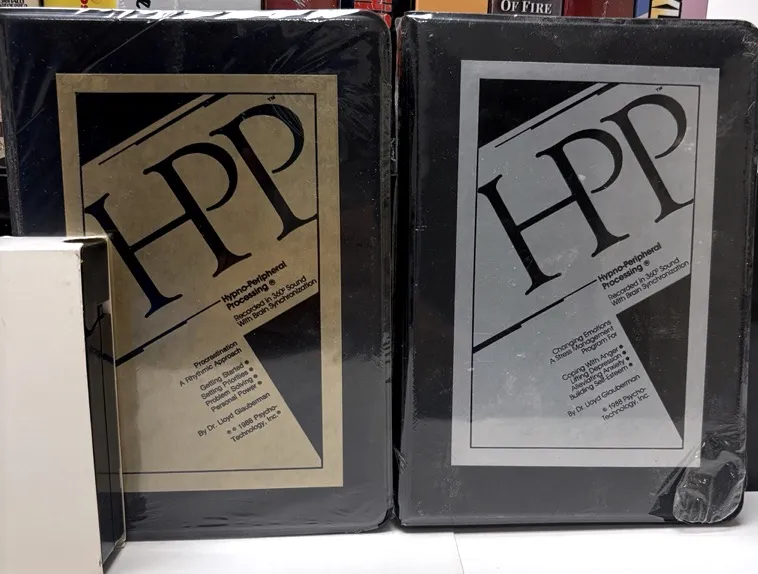 OF FIRE
HPP™
Hypno-Peripheral
Processing ®
Recorded in 360° Sound
With Brain Synchronization
Procrastination
A Rhythmic Approach
Getting Started •
Setting Priorities •
Problem Solving •
Personal Power •
By Dr. Lloyd Glauberman
℗ © 1988 Psycho-
Technology, Inc.®
HPP™
Hypno-Peripheral
Processing ®
Recorded in 360° Sound
With Brain Synchronization
Changing Emotions
A Stress Management
Program For
Coping With Anger •
Lifting Depression •
Alleviating Anxiety •
Building Self-Esteem •
By Dr. Lloyd Glauberman
© 1988 Psycho-
Technology, Inc.